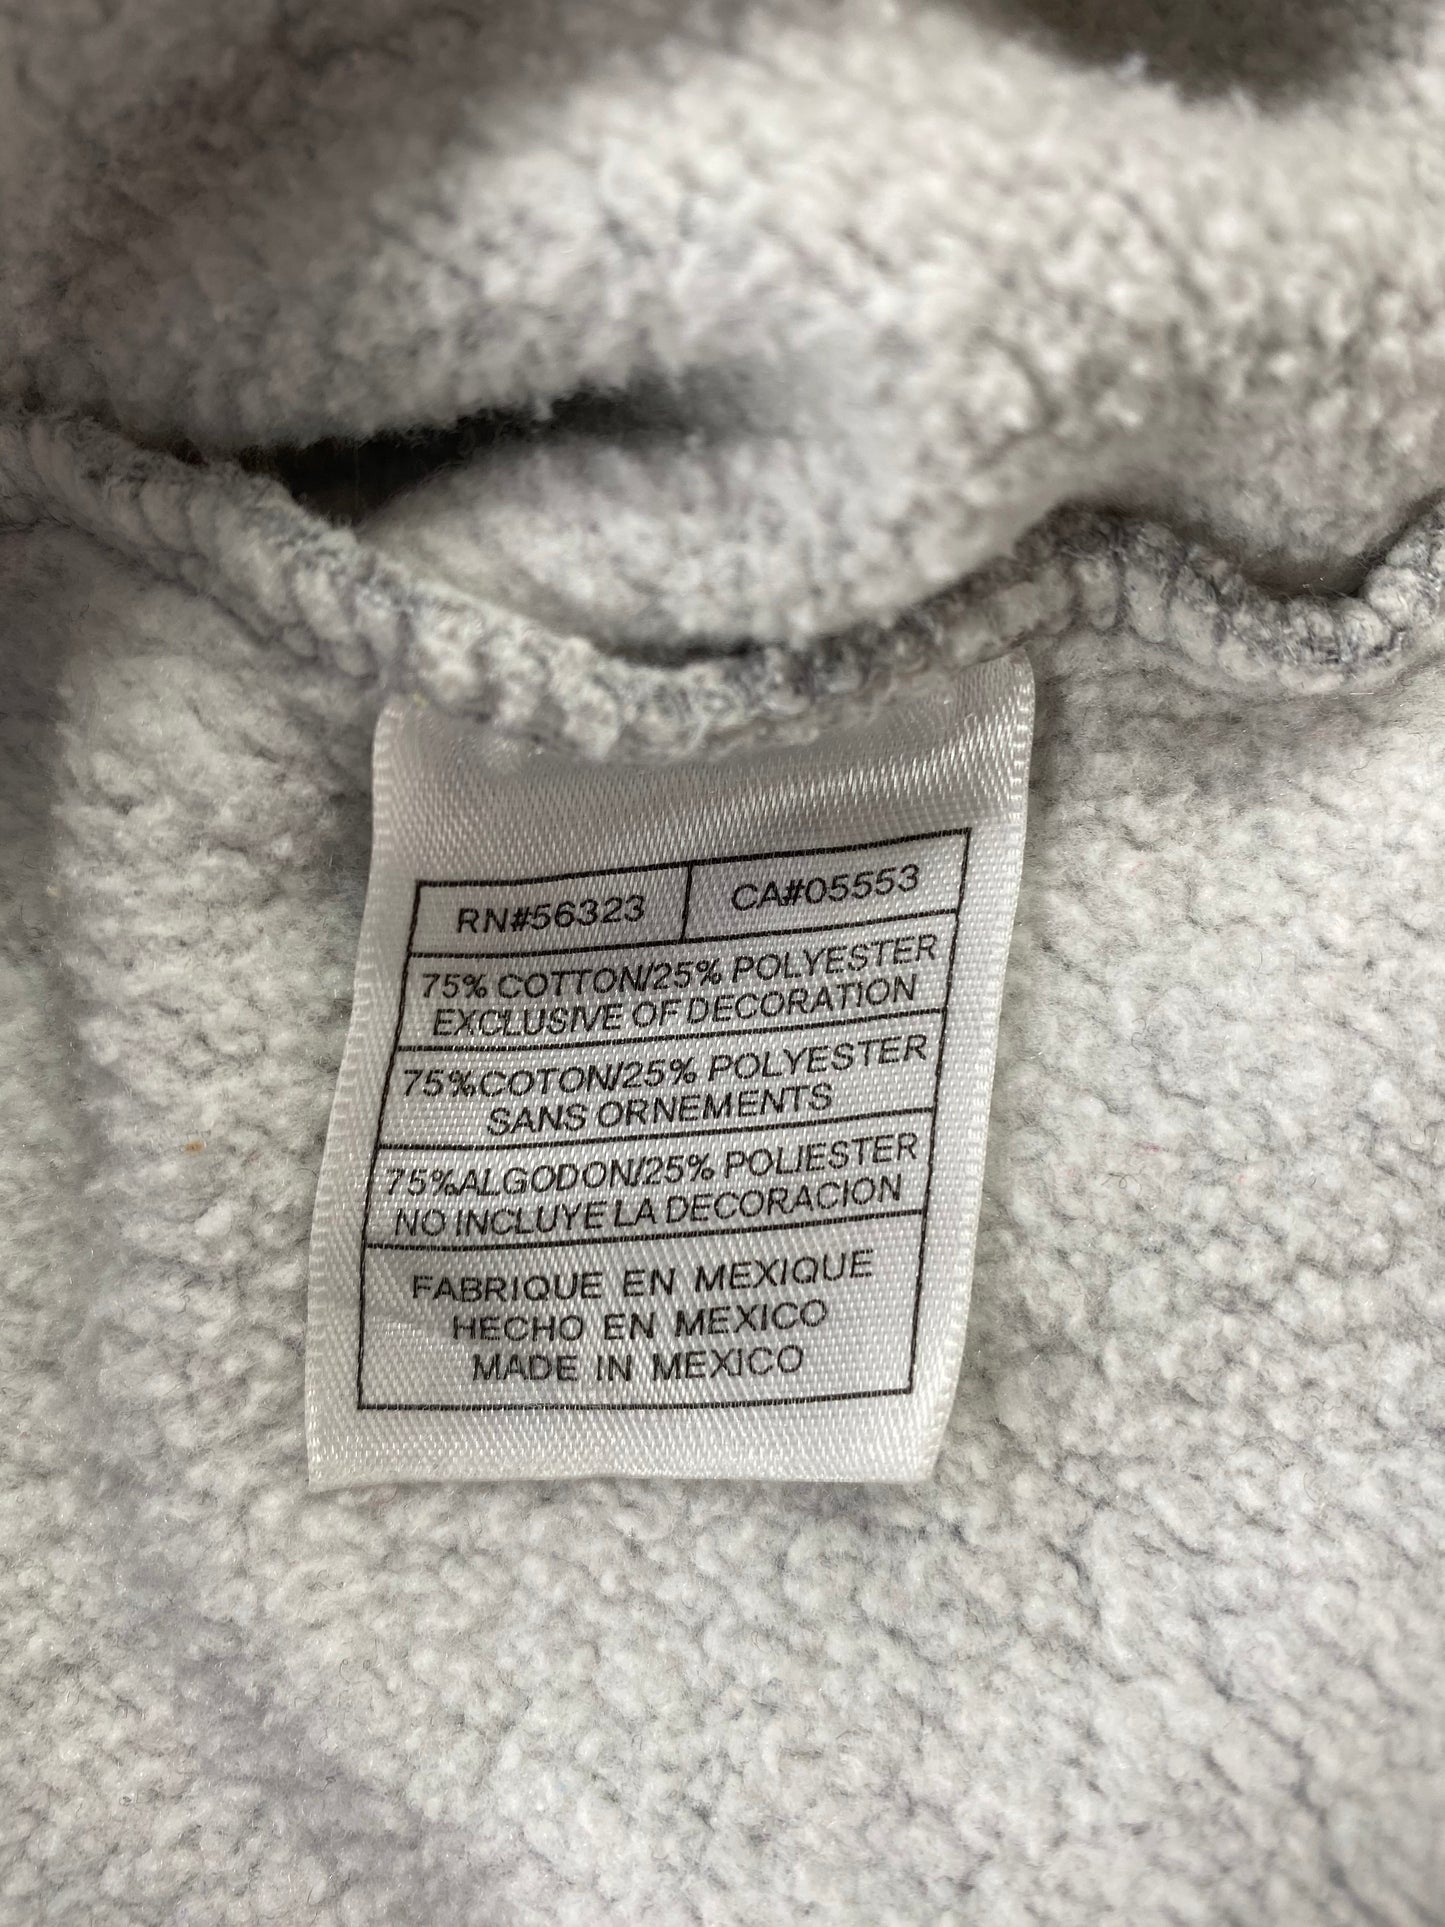 RN#56323 CA#05553
75% COTTON/25% POLYESTER
EXCLUSIVE OF DECORATION
75%COTON/25% POLYESTER
SANS ORNEMENTS
75%ALGODON/25% POLIESTER
NO INCLUYE LA DECORACION
FABRIQUE EN MEXIQUE
HECHO EN MEXICO
MADE IN MEXICO